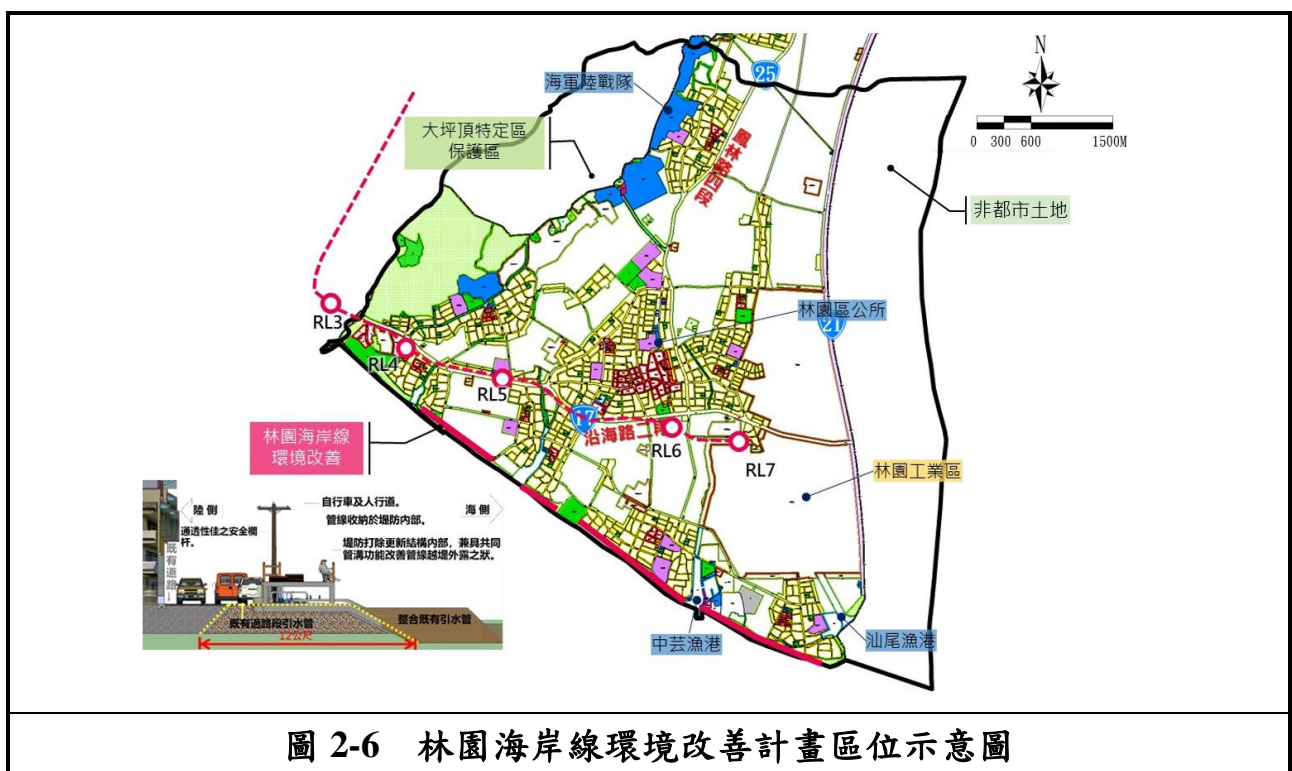 N
0 300 600 1500M
25
海軍陸戰隊
大坪頂特定區
保護區
鳳林路四段
非都市土地
林園區公所
21
RL3
RL4
RL5
17
沿海路二段
RL6
RL7
林園海岸線
環境改善
林園工業區
陸側
自行車及人行道。
海側
管線收納於堤防內部。
通透性佳之安全欄
杆。
堤防打除更新結構內部，兼具共同
管溝功能改善管線越堤外露之狀。
既有道路
既有過路段引水管
整合既有引水管
12公尺
中芸漁港
汕尾漁港
圖 2-6 林園海岸線環境改善計畫區位示意圖